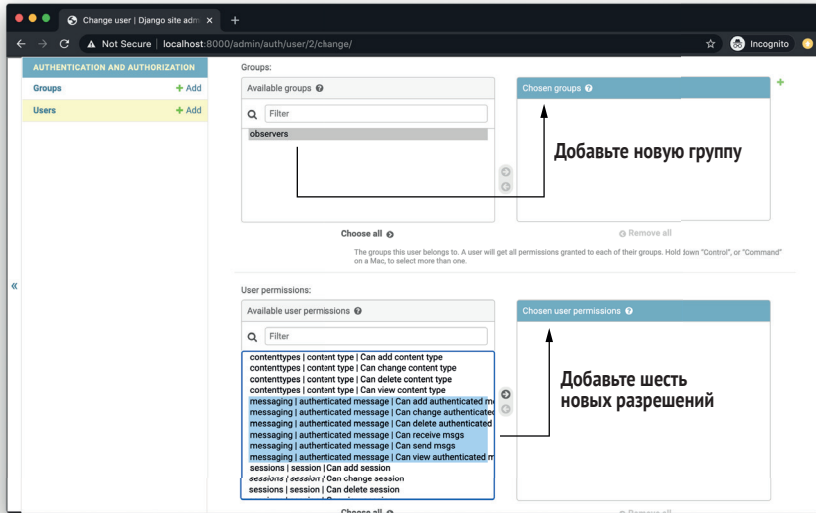 Change user | Django site adm
Not Secure | localhost:8000/admin/auth/user/2/change/
Incognito
AUTHENTICATION AND AUTHORIZATION
Groups + Add
Users + Add
Groups:
Available groups
Filter
observers
Chosen groups
Добавьте новую группу
Choose all
Remove all
The groups this user belongs to. A user will get all permissions granted to each of their groups. Hold down "Control", or "Command"
on a Mac, to select more than one.
User permissions:
Available user permissions
Filter
contenttypes | content type | Can add content type
contenttypes | content type | Can change content type
contenttypes | content type | Can delete content type
contenttypes | content type | Can view content type
messaging | authenticated message | Can add authenticated m
messaging | authenticated message | Can change authenticated
messaging | authenticated message | Can delete authenticated
messaging | authenticated message | Can receive msgs
messaging | authenticated message | Can send msgs
messaging | authenticated message | Can view authenticated m
sessions | session | Can add session
sessions | session | Can change session
sessions | session | Can delete session
Chosen user permissions
Добавьте шесть
новых разрешений
Choose all
Remove all